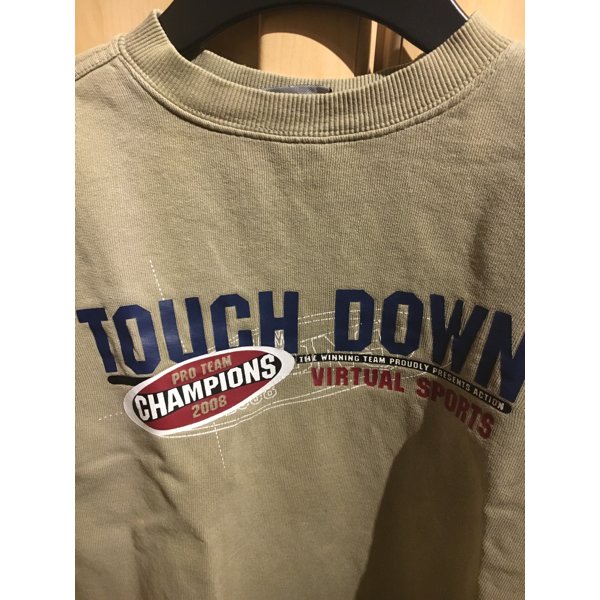 TOUCH DOWN
PRO TEAM
CHAMPIONS
2008
THE WINNING TEAM PROUDLY PRESENTS ACTION
VIRTUAL SPORTS